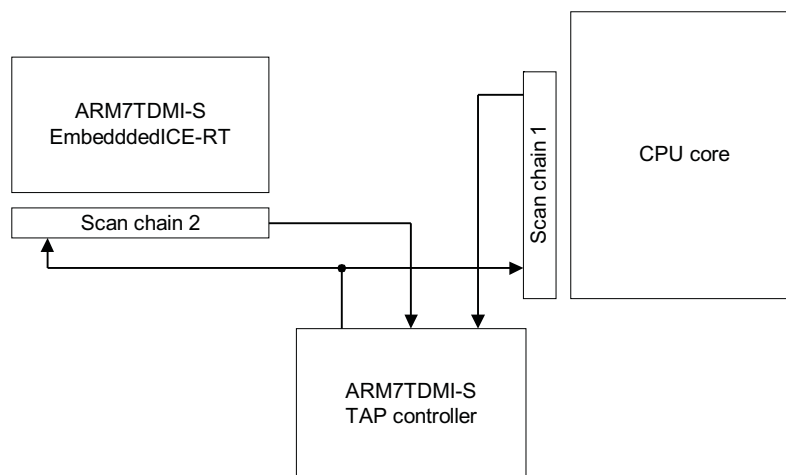 ARM7TDMI-S
EmbedddedICE-RT
Scan chain 2
Scan chain 1
CPU core
ARM7TDMI-S
TAP controller